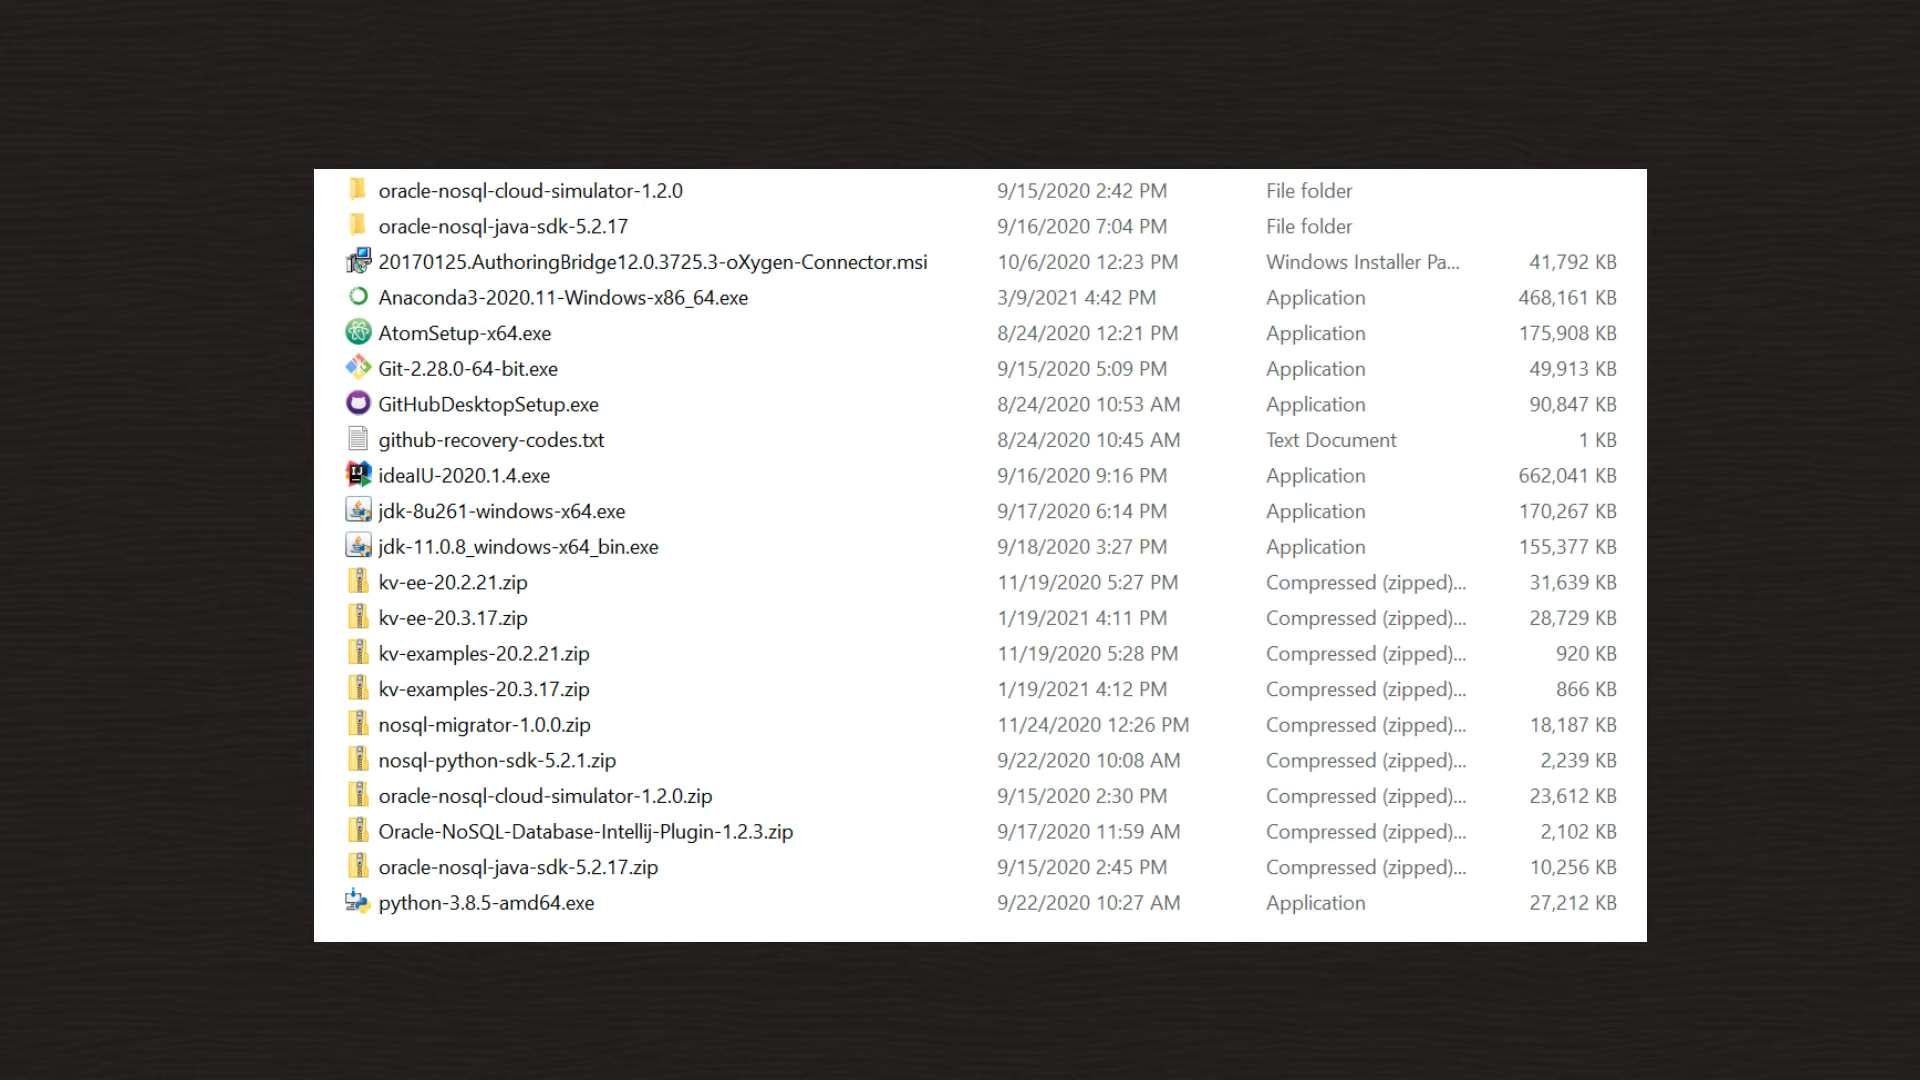 oracle-nosql-cloud-simulator-1.2.0 9/15/2020 2:42 PM File folder
oracle-nosql-java-sdk-5.2.17 9/16/2020 7:04 PM File folder
20170125.AuthoringBridge12.0.3725.3-oXygen-Connector.msi 10/6/2020 12:23 PM Windows Installer Pa... 41,792 KB
Anaconda3-2020.11-Windows-x86_64.exe 3/9/2021 4:42 PM Application 468,161 KB
AtomSetup-x64.exe 8/24/2020 12:21 PM Application 175,908 KB
Git-2.28.0-64-bit.exe 9/15/2020 5:09 PM Application 49,913 KB
GitHubDesktopSetup.exe 8/24/2020 10:53 AM Application 90,847 KB
github-recovery-codes.txt 8/24/2020 10:45 AM Text Document 1 KB
ideaIU-2020.1.4.exe 9/16/2020 9:16 PM Application 662,041 KB
jdk-8u261-windows-x64.exe 9/17/2020 6:14 PM Application 170,267 KB
jdk-11.0.8_windows-x64_bin.exe 9/18/2020 3:27 PM Application 155,377 KB
kv-ee-20.2.21.zip 11/19/2020 5:27 PM Compressed (zipped)... 31,639 KB
kv-ee-20.3.17.zip 1/19/2021 4:11 PM Compressed (zipped)... 28,729 KB
kv-examples-20.2.21.zip 11/19/2020 5:28 PM Compressed (zipped)... 920 KB
kv-examples-20.3.17.zip 1/19/2021 4:12 PM Compressed (zipped)... 866 KB
nosql-migrator-1.0.0.zip 11/24/2020 12:26 PM Compressed (zipped)... 18,187 KB
nosql-python-sdk-5.2.1.zip 9/22/2020 10:08 AM Compressed (zipped)... 2,239 KB
oracle-nosql-cloud-simulator-1.2.0.zip 9/15/2020 2:30 PM Compressed (zipped)... 23,612 KB
Oracle-NoSQL-Database-Intellij-Plugin-1.2.3.zip 9/17/2020 11:59 AM Compressed (zipped)... 2,102 KB
oracle-nosql-java-sdk-5.2.17.zip 9/15/2020 2:45 PM Compressed (zipped)... 10,256 KB
python-3.8.5-amd64.exe 9/22/2020 10:27 AM Application 27,212 KB